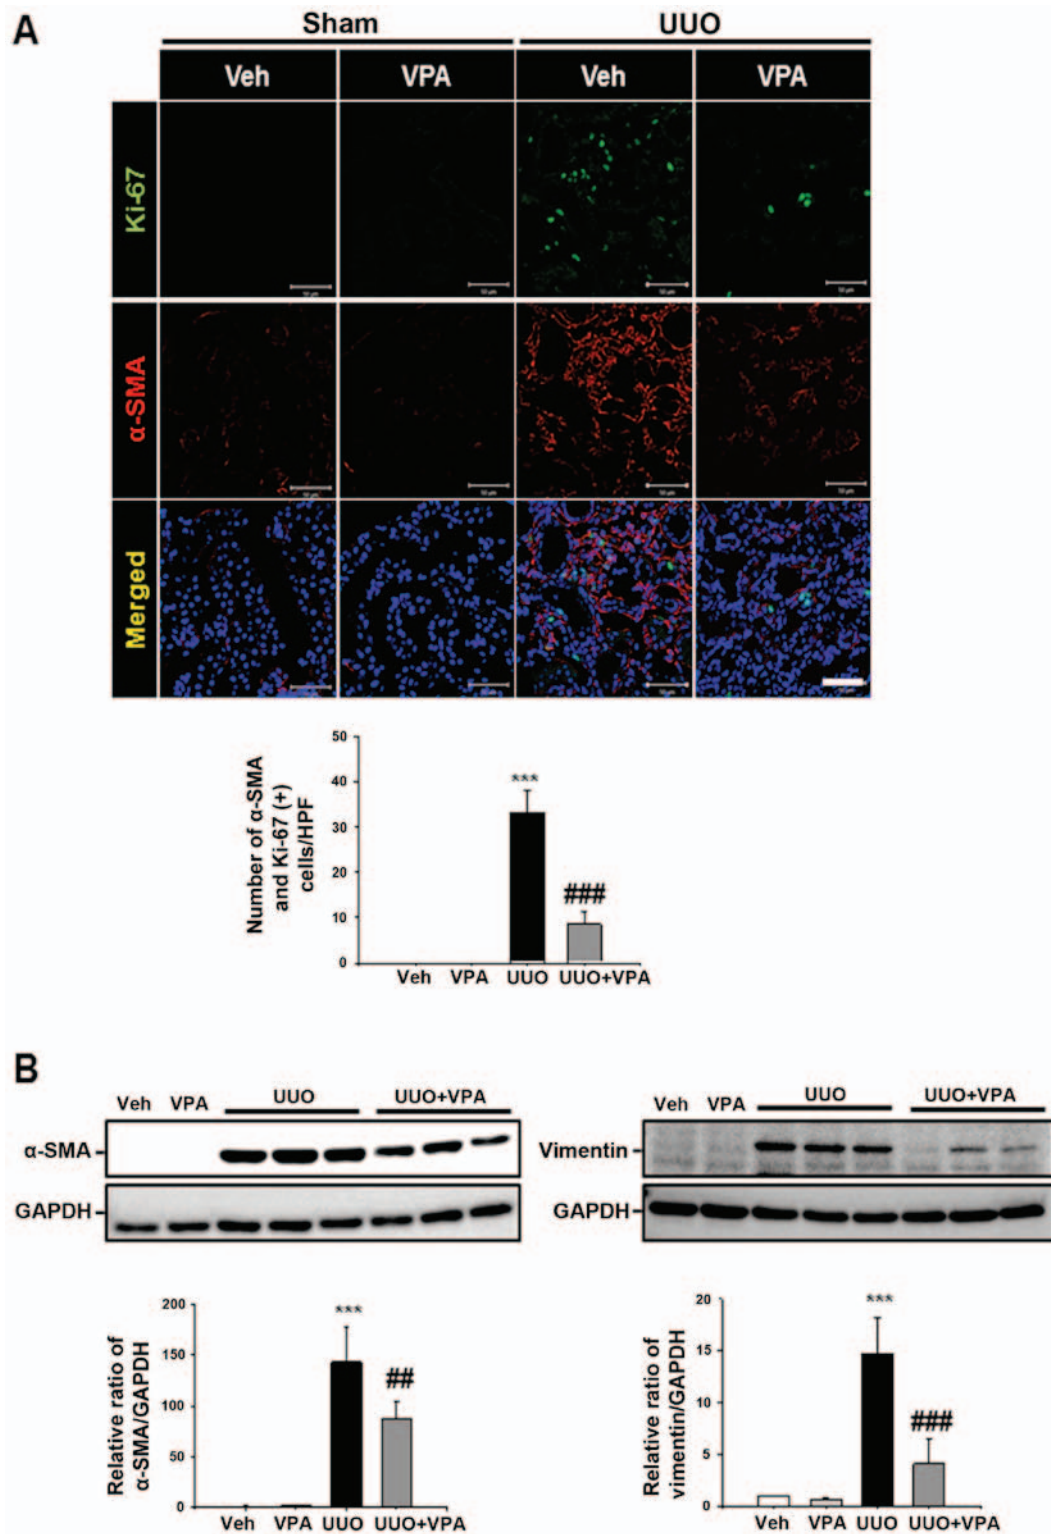 A
Sham UUO
Veh VPA Veh VPA
Ki-67
α-SMA
Merged
Number of α-SMA
and Ki-67 (+)
cells/HPF
50
40
30
20
10
0
***
###
Veh VPA UUO UUO+VPA
B
Veh VPA UUO UUO+VPA
α-SMA
GAPDH
Relative ratio of
α-SMA/GAPDH
200
150
100
50
0
***
##
Veh VPA UUO UUO+VPA
Veh VPA UUO UUO+VPA
Vimentin
GAPDH
Relative ratio of
vimentin/GAPDH
20
15
10
5
0
***
###
Veh VPA UUO UUO+VPA